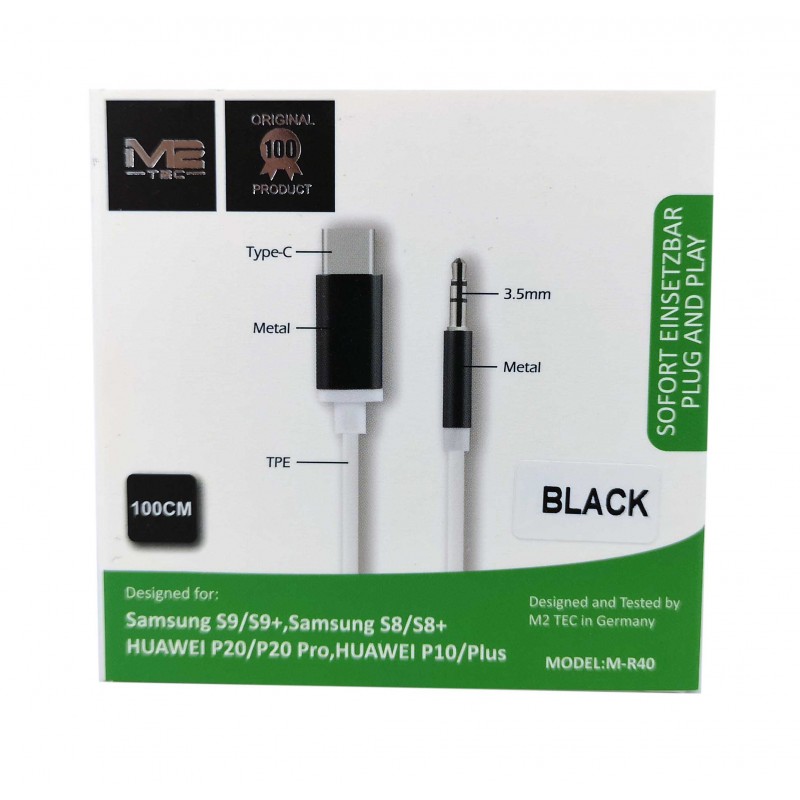 M2
TEC
ORIGINAL
100
PRODUCT
Type-C
3.5mm
Metal
Metal
TPE
SOFORT EINSETZBAR
PLUG AND PLAY
100CM
BLACK
Designed for:
Samsung S9/S9+,Samsung S8/S8+
HUAWEI P20/P20 Pro,HUAWEI P10/Plus
Designed and Tested by
M2 TEC in Germany
MODEL:M-R40